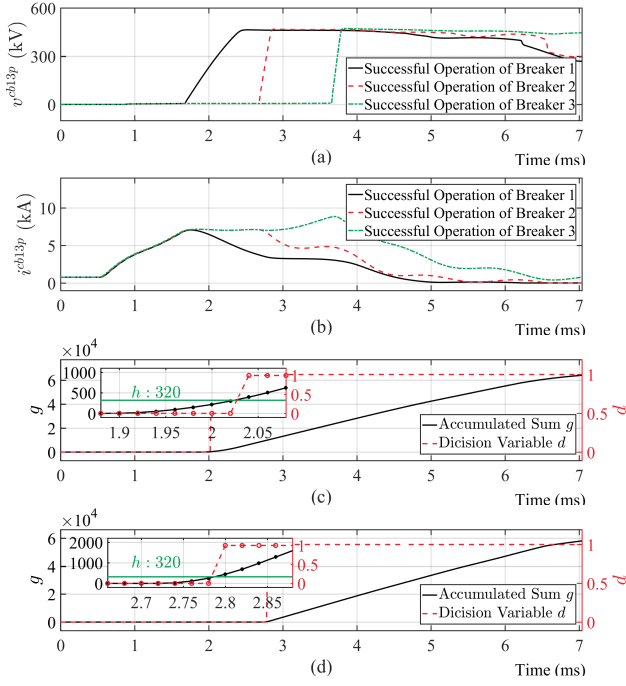 600
300
0
v^{cb13p} (kV)
Successful Operation of Breaker 1
Successful Operation of Breaker 2
Successful Operation of Breaker 3
0 1 2 3 4 5 6 7
(a)
Time (ms)
10
5
0
i^{cb13p} (kA)
Successful Operation of Breaker 1
Successful Operation of Breaker 2
Successful Operation of Breaker 3
0 1 2 3 4 5 6 7
(b)
Time (ms)
×10^4
6
4
2
0
g
1000
500
0
h : 320
1
0.5
0
1.9 1.95 2 2.05
1
0.5
0
d
Accumulated Sum g
Dicision Variable d
0 1 2 3 4 5 6 7
(c)
Time (ms)
×10^4
6
4
2
0
g
2000
1000
0
h : 320
1
0.5
0
2.7 2.75 2.8 2.85
1
0.5
0
d
Accumulated Sum g
Dicision Variable d
0 1 2 3 4 5 6 7
(d)
Time (ms)